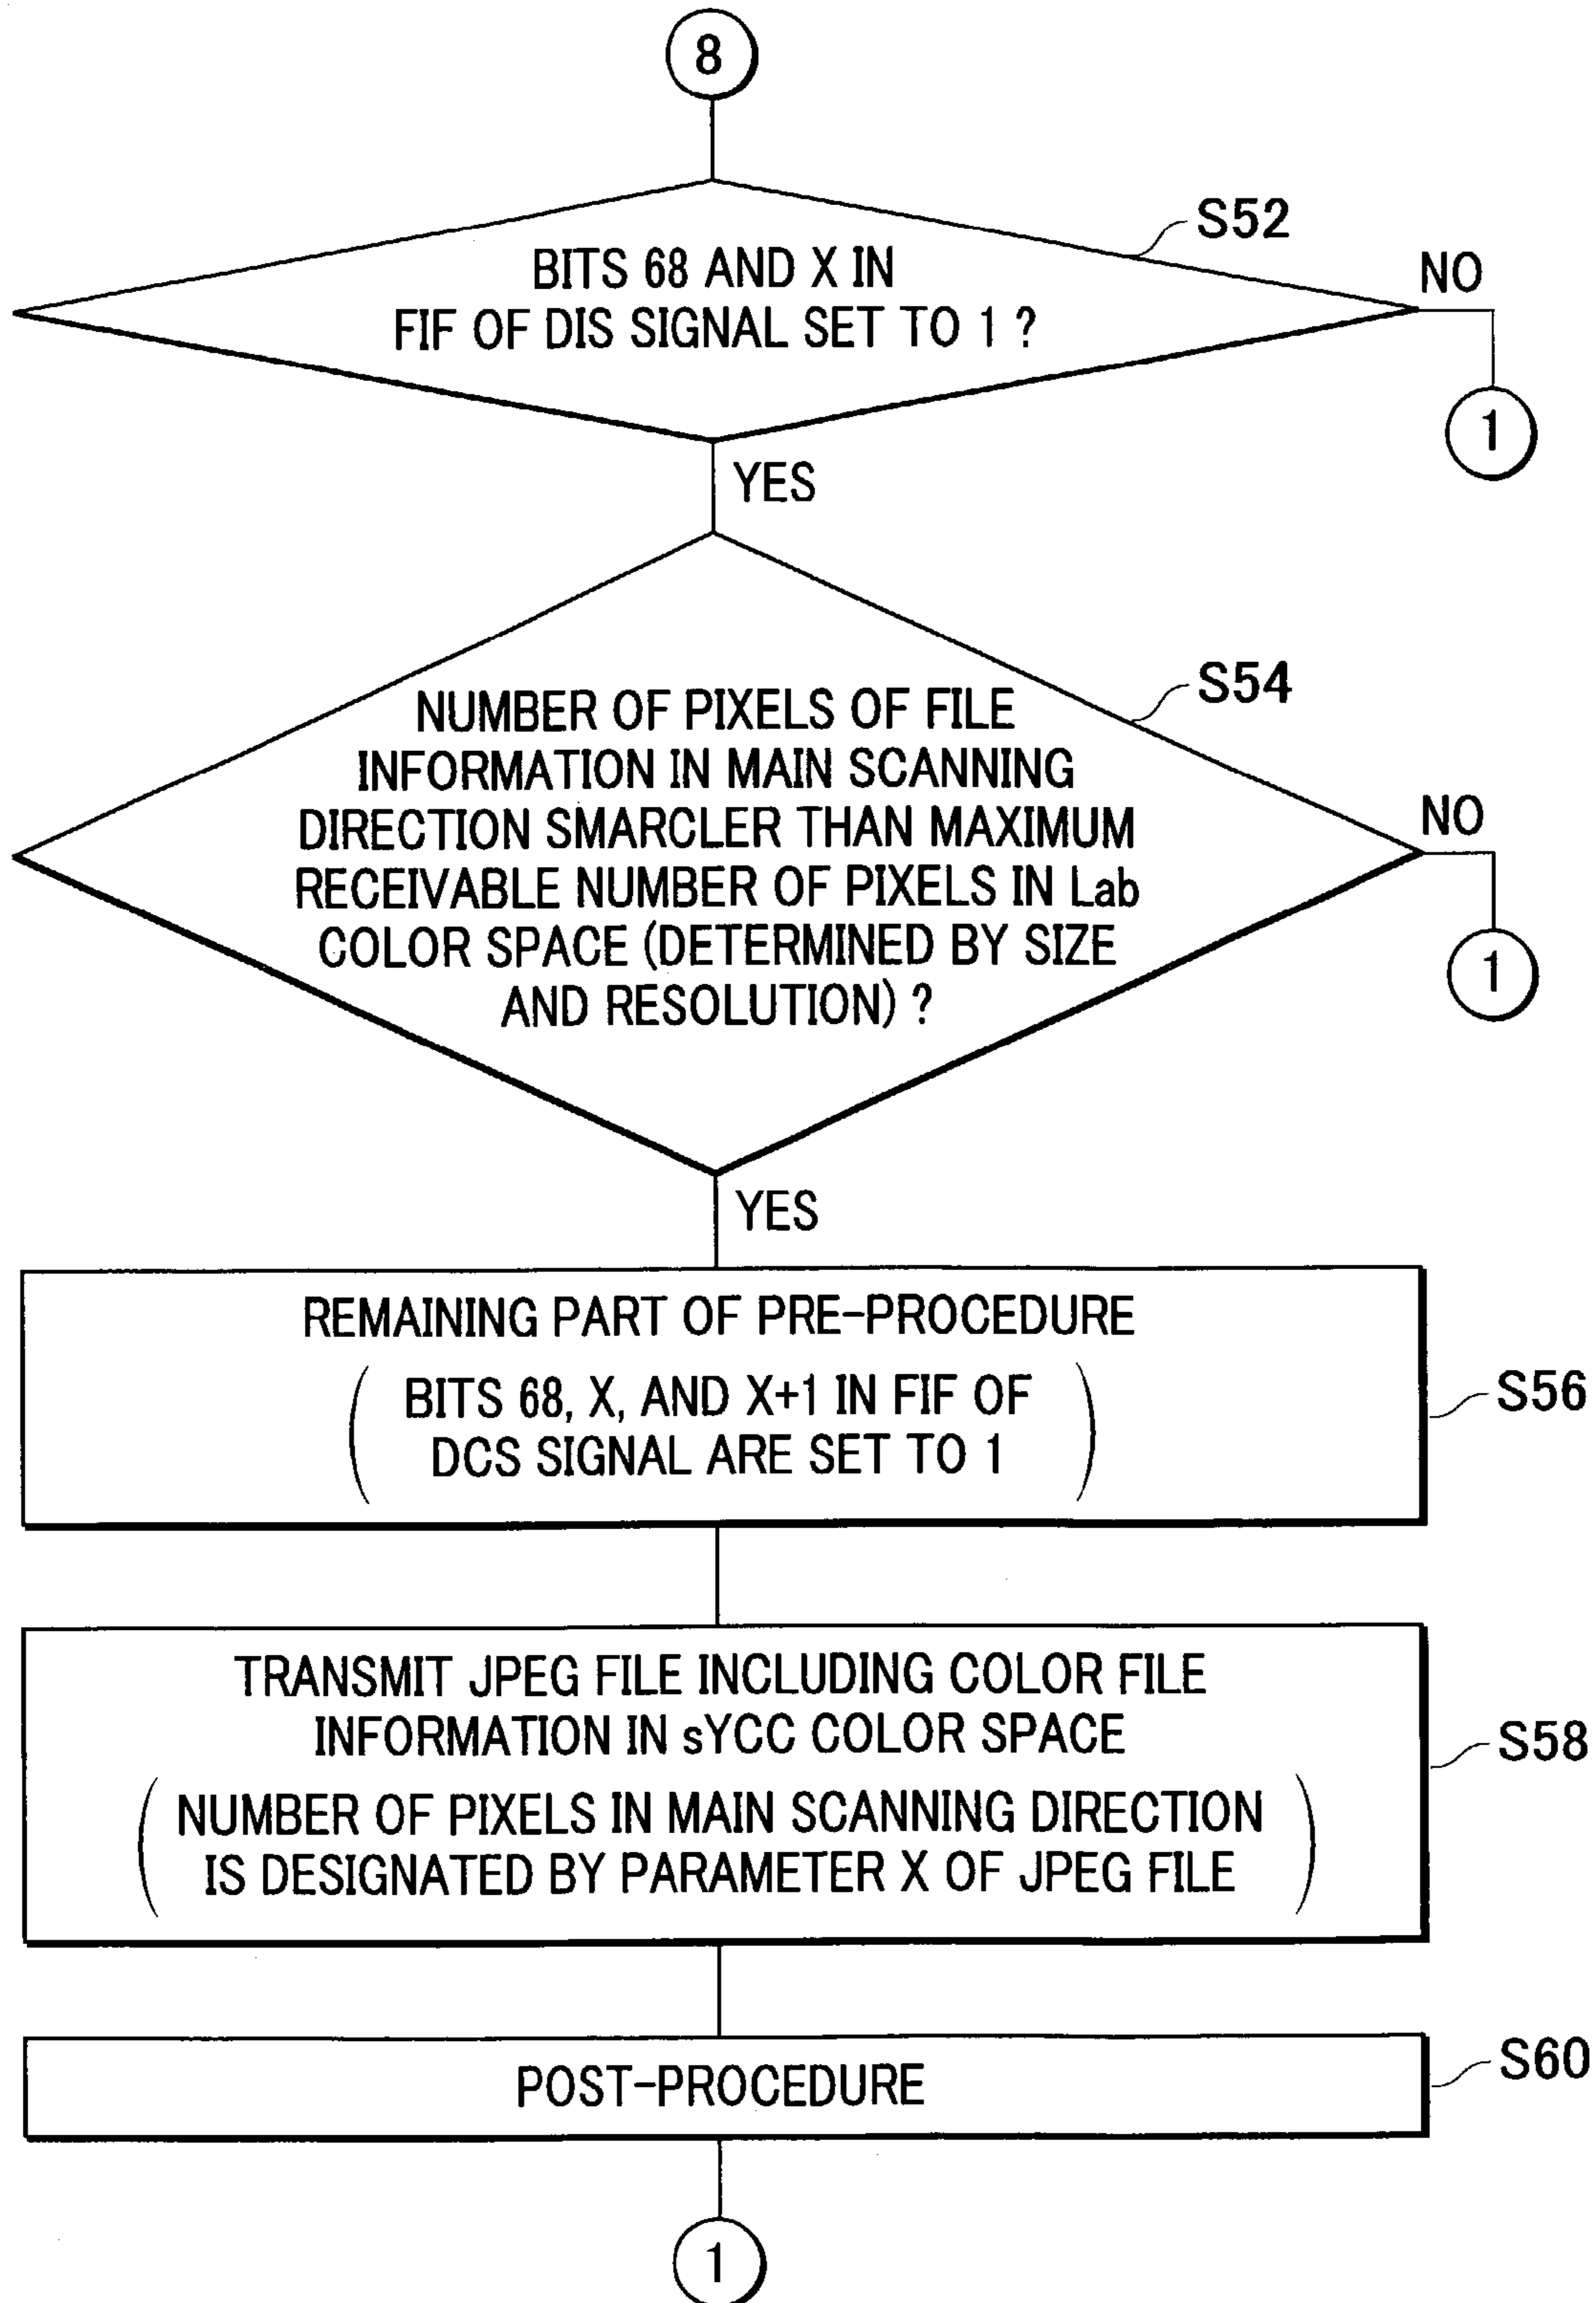 8
S52
BITS 68 AND X IN
FIF OF DIS SIGNAL SET TO 1 ?
NO
1
YES
S54
NUMBER OF PIXELS OF FILE
INFORMATION IN MAIN SCANNING
DIRECTION SMARCLER THAN MAXIMUM
RECEIVABLE NUMBER OF PIXELS IN Lab
COLOR SPACE (DETERMINED BY SIZE
AND RESOLUTION) ?
NO
1
YES
REMAINING PART OF PRE-PROCEDURE
( BITS 68, X, AND X+1 IN FIF OF
DCS SIGNAL ARE SET TO 1 )
S56
TRANSMIT JPEG FILE INCLUDING COLOR FILE
INFORMATION IN sYCC COLOR SPACE
( NUMBER OF PIXELS IN MAIN SCANNING DIRECTION
IS DESIGNATED BY PARAMETER X OF JPEG FILE )
S58
POST-PROCEDURE
S60
1